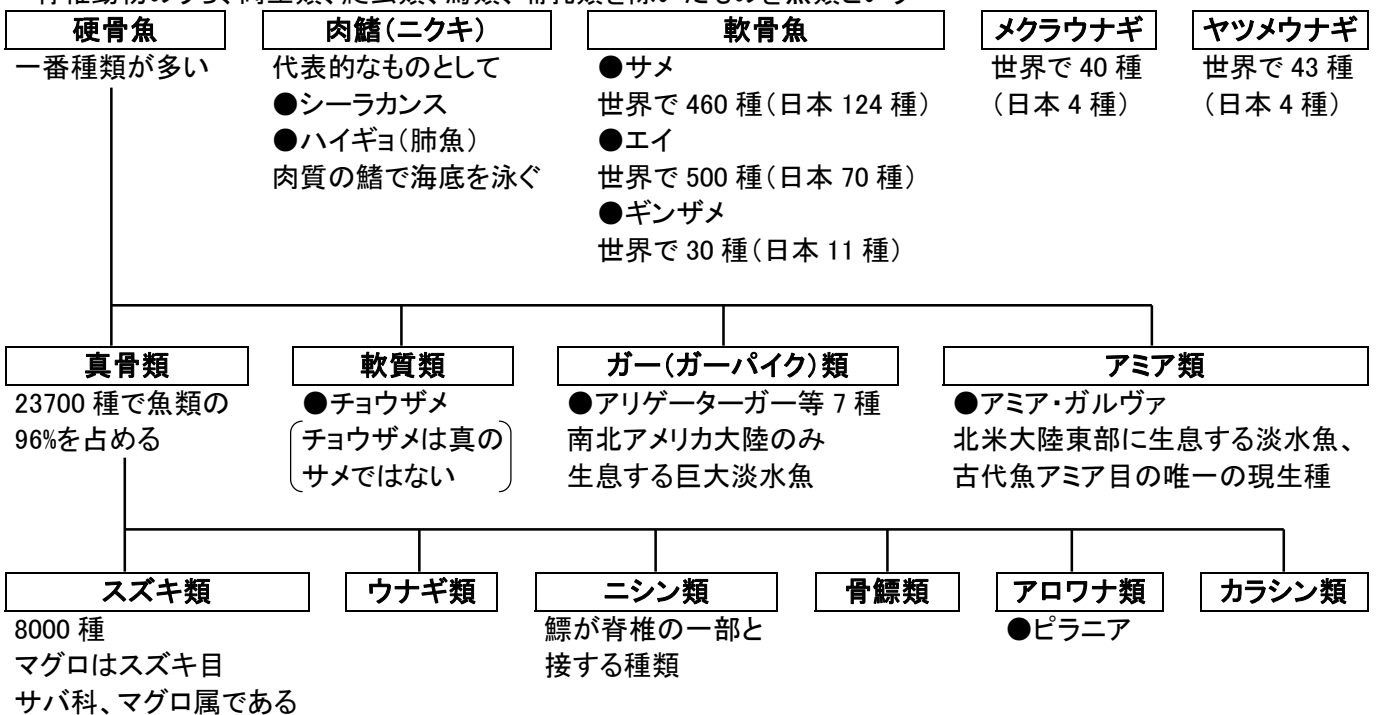 脊椎動物のうち、両生類、爬虫類、鳥類、哺乳類を除いたものを魚類という
硬骨魚
一番種類が多い
肉鰭(ニクキ)
代表的なものとして
●シーラカンス
●ハイギョ(肺魚)
肉質の鰭で海底を泳ぐ
軟骨魚
●サメ
世界で 460 種(日本 124 種)
●エイ
世界で 500 種(日本 70 種)
●ギンザメ
世界で 30 種(日本 11 種)
メクラウナギ
世界で 40 種
(日本 4 種)
ヤツメウナギ
世界で 43 種
(日本 4 種)
真骨類
23700 種で魚類の
96%を占める
軟質類
●チョウザメ
チョウザメは真の
サメではない
ガー(ガーパイク)類
●アリゲーターガー等 7 種
南北アメリカ大陸のみ
生息する巨大淡水魚
アミア類
●アミア・ガルヴァ
北米大陸東部に生息する淡水魚、
古代魚アミア目の唯一の現生種
スズキ類
8000 種
マグロはスズキ目
サバ科、マグロ属である
ウナギ類
ニシン類
鰾が脊椎の一部と
接する種類
骨鰾類
アロワナ類
●ピラニア
カラシン類